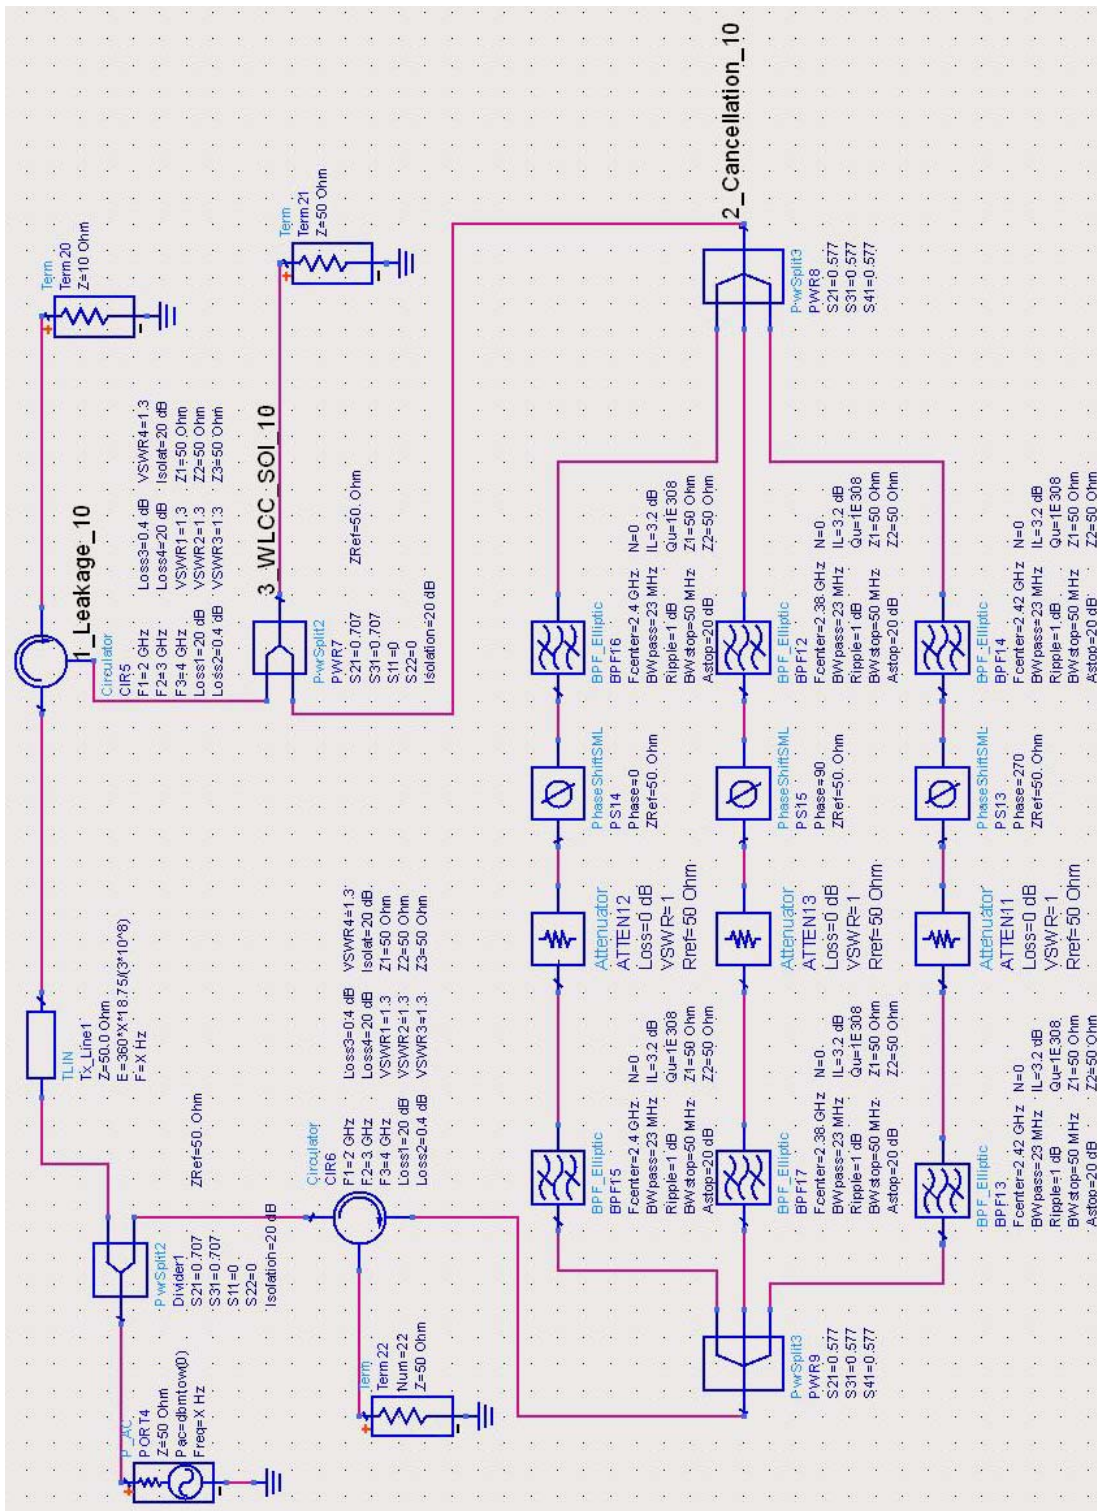 P_AC
PORT4
Z=50 Ohm
Pac=dbmtow(0)
Freq=X Hz
PwrSplit2
Divider1
S21=0.707
S31=0.707
S11=0
S22=0
Isolation=20 dB
ZRef=50. Ohm
TLIN
Tx_Line1
Z=50.0 Ohm
E=360*X*18.75/(3*10^8)
F=X Hz
1_Leakage_10
Circulator
CIR5
F1=2 GHz
F2=3 GHz
F3=4 GHz
Loss1=20 dB
Loss2=0.4 dB
Loss3=0.4 dB
Loss4=20 dB
VSWR1=1.3
VSWR2=1.3
VSWR3=1.3
VSWR4=1.3
Isolat=20 dB
Z1=50 Ohm
Z2=50 Ohm
Z3=50 Ohm
Term
Term20
Z=10 Ohm
Term
Term22
Num=22
Z=50 Ohm
Circulator
CIR6
F1=2 GHz
F2=3 GHz
F3=4 GHz
Loss1=20 dB
Loss2=0.4 dB
Loss3=0.4 dB
Loss4=20 dB
VSWR1=1.3
VSWR2=1.3
VSWR3=1.3
VSWR4=1.3
Isolat=20 dB
Z1=50 Ohm
Z2=50 Ohm
Z3=50 Ohm
3_WLCC_SOI_10
PwrSplit2
PWR7
S21=0.707
S31=0.707
S11=0
S22=0
Isolation=20 dB
ZRef=50. Ohm
Term
Term21
Z=50 Ohm
BPF_Elliptic
BPF15
Fcenter=2.4 GHz
BWpass=23 MHz
Ripple=1 dB
BWstop=50 MHz
Astop=20 dB
N=0
IL=3.2 dB
Qu=1E308
Z1=50 Ohm
Z2=50 Ohm
Attenuator
ATTEN12
Loss=0 dB
VSWR=1
Rref=50 Ohm
PhaseShiftSML
PS14
Phase=0
ZRef=50. Ohm
BPF_Elliptic
BPF16
Fcenter=2.4 GHz
BWpass=23 MHz
Ripple=1 dB
BWstop=50 MHz
Astop=20 dB
N=0
IL=3.2 dB
Qu=1E308
Z1=50 Ohm
Z2=50 Ohm
PwrSplit3
PWR9
S21=0.577
S31=0.577
S41=0.577
BPF_Elliptic
BPF17
Fcenter=2.38 GHz
BWpass=23 MHz
Ripple=1 dB
BWstop=50 MHz
Astop=20 dB
N=0
IL=3.2 dB
Qu=1E308
Z1=50 Ohm
Z2=50 Ohm
Attenuator
ATTEN13
Loss=0 dB
VSWR=1
Rref=50 Ohm
PhaseShiftSML
PS15
Phase=90
ZRef=50. Ohm
BPF_Elliptic
BPF12
Fcenter=2.38 GHz
BWpass=23 MHz
Ripple=1 dB
BWstop=50 MHz
Astop=20 dB
N=0
IL=3.2 dB
Qu=1E308
Z1=50 Ohm
Z2=50 Ohm
2_Cancellation_10
PwrSplit3
PWR8
S21=0.577
S31=0.577
S41=0.577
BPF_Elliptic
BPF13
Fcenter=2.42 GHz
BWpass=23 MHz
Ripple=1 dB
BWstop=50 MHz
Astop=20 dB
N=0
IL=3.2 dB
Qu=1E308
Z1=50 Ohm
Z2=50 Ohm
Attenuator
ATTEN11
Loss=0 dB
VSWR=1
Rref=50 Ohm
PhaseShiftSML
PS13
Phase=270
ZRef=50. Ohm
BPF_Elliptic
BPF14
Fcenter=2.42 GHz
BWpass=23 MHz
Ripple=1 dB
BWstop=50 MHz
Astop=20 dB
N=0
IL=3.2 dB
Qu=1E308
Z1=50 Ohm
Z2=50 Ohm